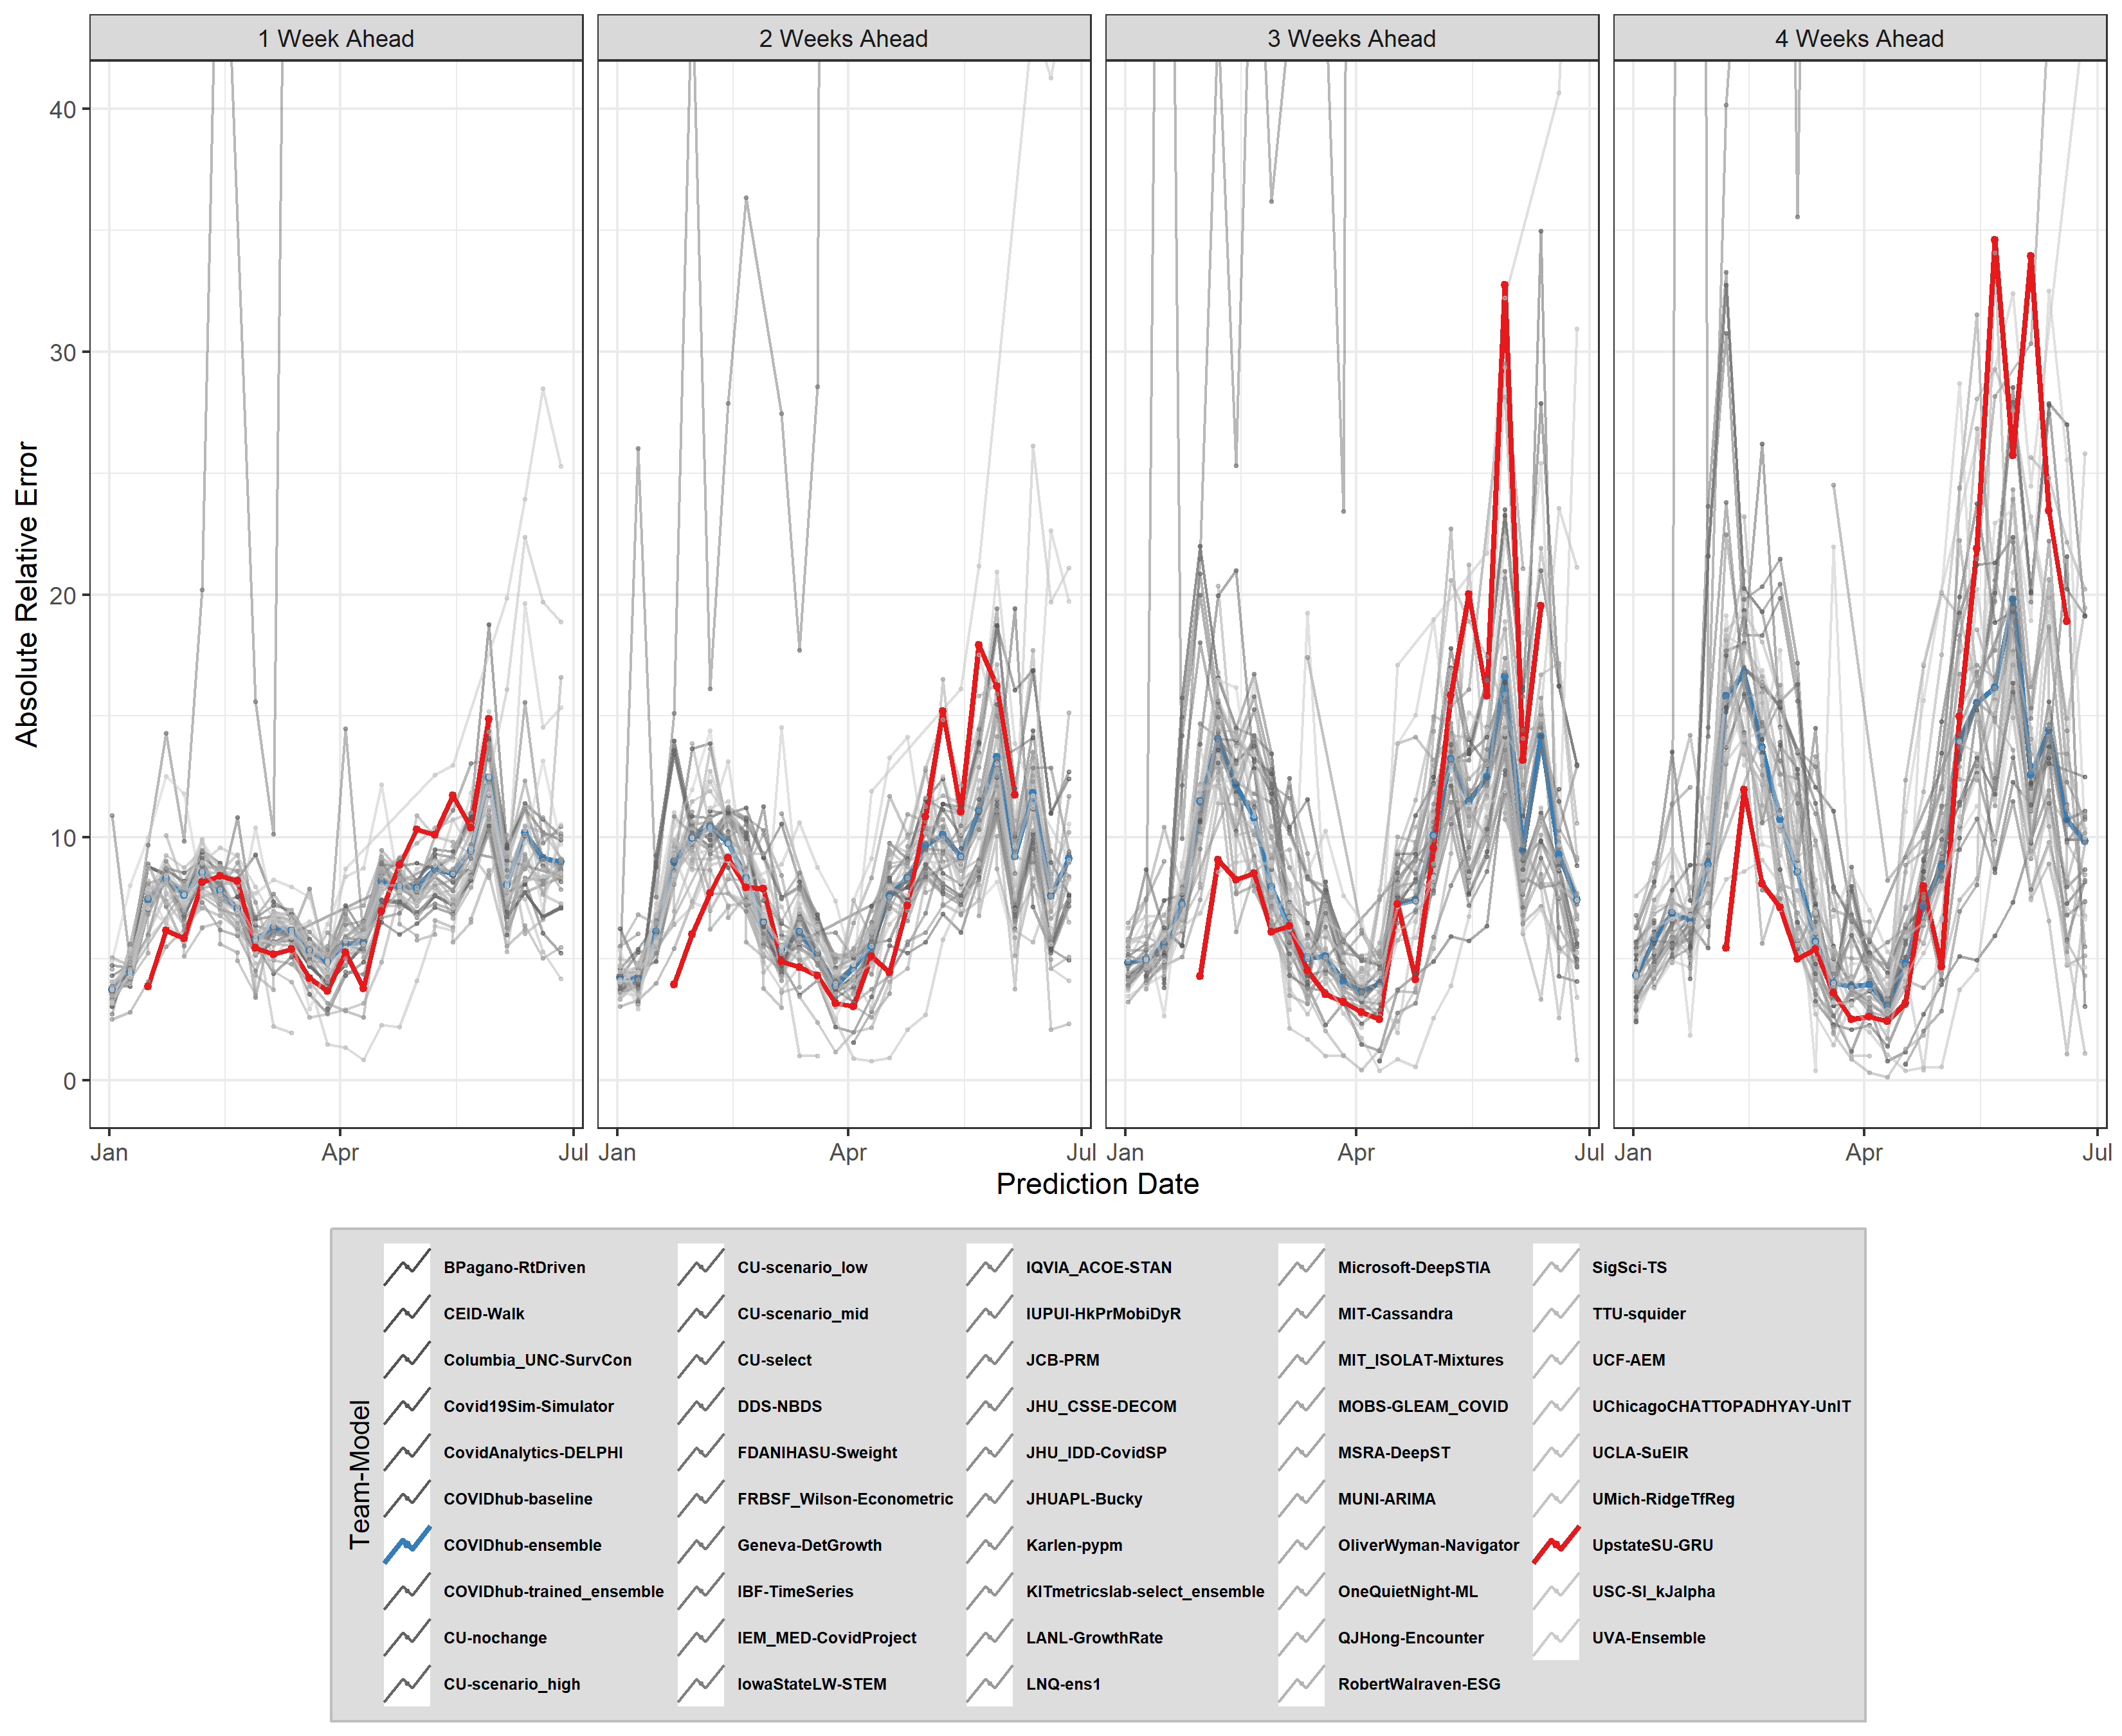 1 Week Ahead 2 Weeks Ahead 3 Weeks Ahead 4 Weeks Ahead
40
30
20
10
0
Absolute Relative Error
Jan Apr Jul Jan Apr Jul Jan Apr Jul Jan Apr Jul
Prediction Date
Team-Model
BPagano-RtDriven CU-scenario_low IQVIA_ACOE-STAN Microsoft-DeepSTIA SigSci-TS
CEID-Walk CU-scenario_mid IUPUI-HkPrMobiDyR MIT-Cassandra TTU-squider
Columbia_UNC-SurvCon CU-select JCB-PRM MIT_ISOLAT-Mixtures UCF-AEM
Covid19Sim-Simulator DDS-NBDS JHU_CSSE-DECOM MOBS-GLEAM_COVID UChicagoCHATTOPADHYAY-UnIT
CovidAnalytics-DELPHI FDANIHASU-Sweight JHU_IDD-CovidSP MSRA-DeepST UCLA-SuEIR
COVIDhub-baseline FRBSF_Wilson-Econometric JHUAPL-Bucky MUNI-ARIMA UMich-RidgeTfReg
COVIDhub-ensemble Geneva-DetGrowth Karlen-pypm OliverWyman-Navigator UpstateSU-GRU
COVIDhub-trained_ensemble IBF-TimeSeries KITmetricslab-select_ensemble OneQuietNight-ML USC-SI_kJalpha
CU-nochange IEM_MED-CovidProject LANL-GrowthRate QJHong-Encounter UVA-Ensemble
CU-scenario_high IowaStateLW-STEM LNQ-ens1 RobertWalraven-ESG